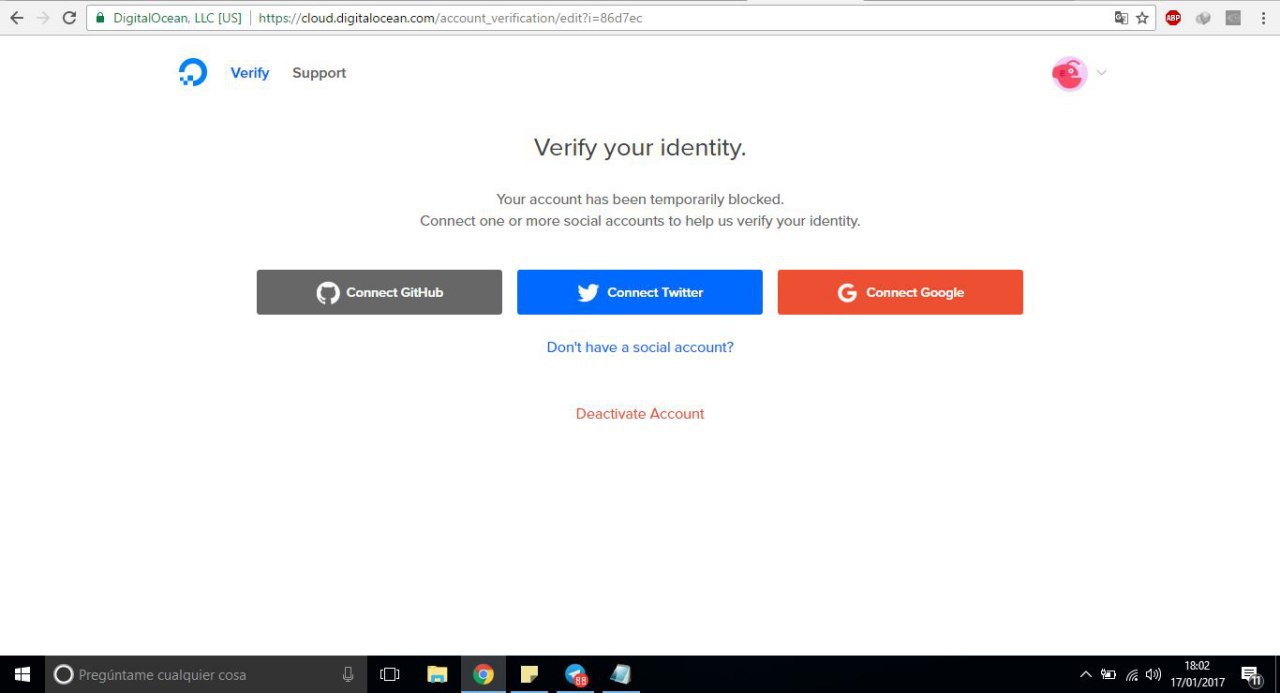 DigitalOcean, LLC [US] https://cloud.digitalocean.com/account_verification/edit?i=86d7ec
ABP
Verify Support
Verify your identity.
Your account has been temporarily blocked.
Connect one or more social accounts to help us verify your identity.
Connect GitHub Connect Twitter Connect Google
Don't have a social account?
Deactivate Account
Pregúntame cualquier cosa
88
18:02
17/01/2017
11